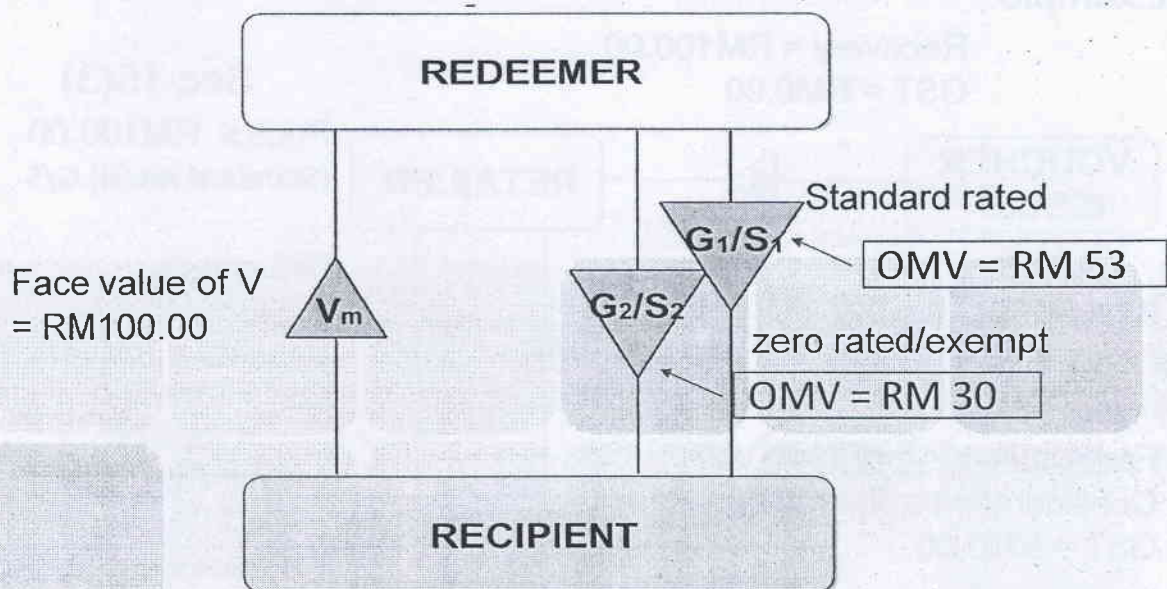 REDEEMER
Standard rated
G1/S1
OMV = RM 53
Face value of V
= RM100.00
Vm
G2/S2
zero rated/exempt
OMV = RM 30
RECIPIENT